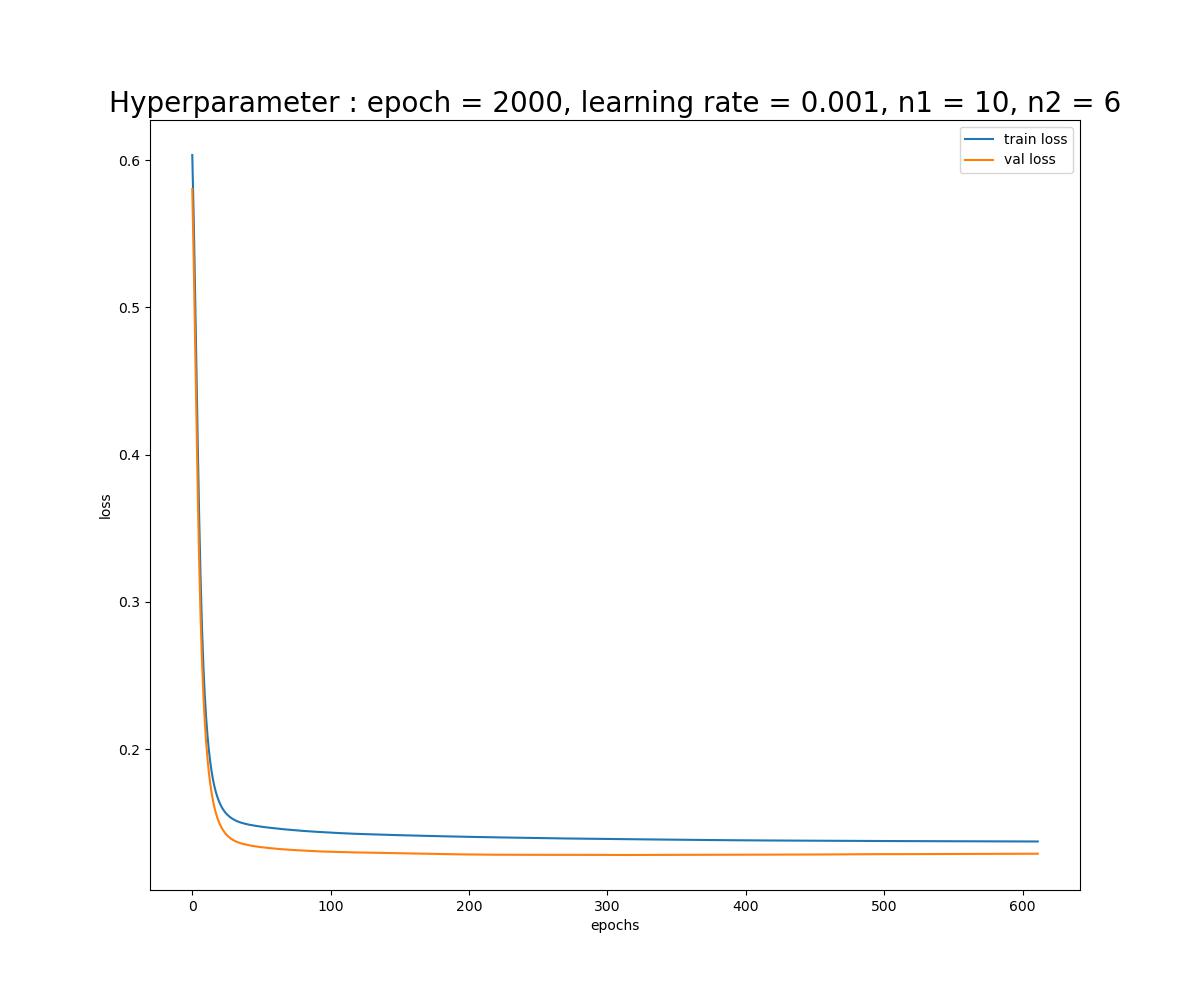 Hyperparameter : epoch = 2000, learning rate = 0.001, n1 = 10, n2 = 6
train loss
val loss
0.6
0.5
0.4
0.3
0.2
loss
0
100
200
300
400
500
600
epochs